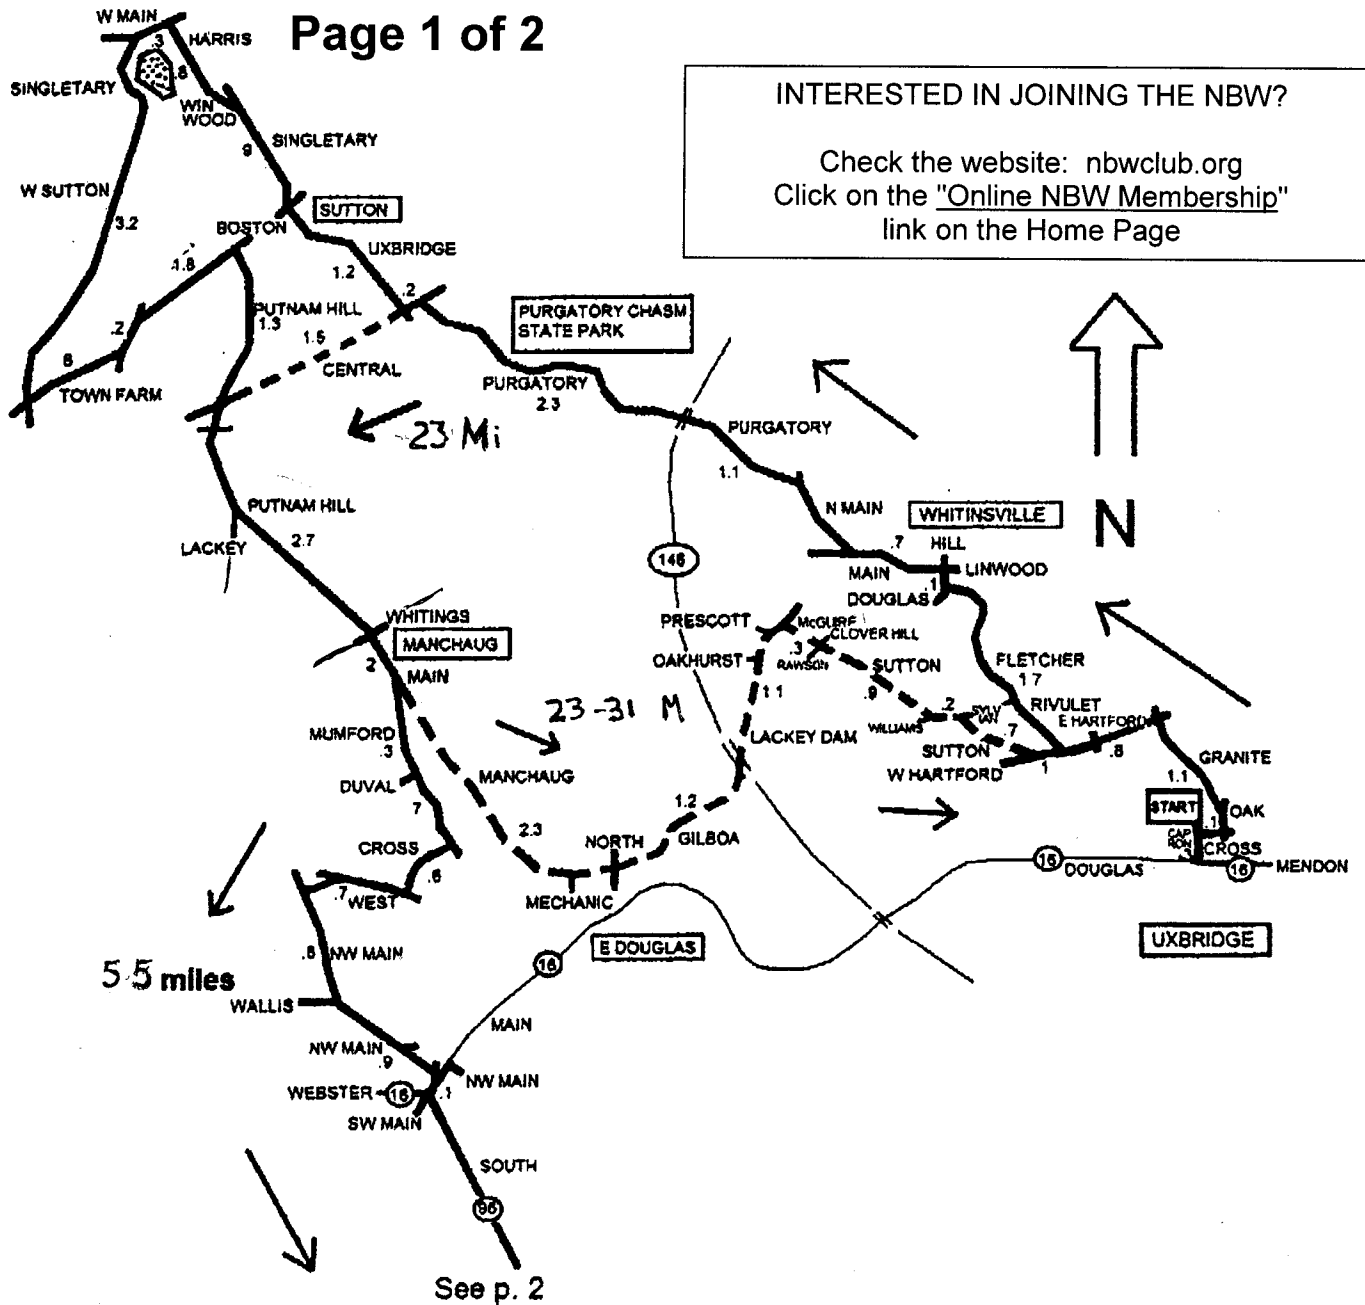 Page 1 of 2
W MAIN
HARRIS
.3
.8
SINGLETARY
WIN
WOOD
SINGLETARY
9
INTERESTED IN JOINING THE NBW?
Check the website: nbwclub.org
Click on the "Online NBW Membership"
link on the Home Page
W SUTTON
3.2
SUTTON
BOSTON
UXBRIDGE
1.8
1.2
.2
PUTNAM HILL
1.3
1.5
CENTRAL
PURGATORY CHASM
STATE PARK
.2
TOWN FARM
PURGATORY
2.3
23 Mi
PURGATORY
1.1
N
PUTNAM HILL
LACKEY
2.7
N MAIN
WHITINSVILLE
.7
HILL
MAIN
LINWOOD
.1
DOUGLAS
146
WHITINGS
MANCHAUG
2
MAIN
PRESCOTT
McGUIRE
CLOVER HILL
.3
RAWSON
OAKHURST
SUTTON
.9
1.1
FLETCHER
1.7
RIVULET
E HARTFORD
.2
SYLV
IAN
WILLIAMS
.7
SUTTON
W HARTFORD
.1
.8
GRANITE
1.1
23-31 M
LACKEY DAM
MUMFORD
.3
MANCHAUG
DUVAL
7
START
OAK
.1
CAP
RON
CROSS
1.2
GILBOA
2.3
NORTH
CROSS
.6
MECHANIC
16
DOUGLAS
16
MENDON
.7
WEST
UXBRIDGE
E DOUGLAS
.8
NW MAIN
16
5.5 miles
WALLIS
MAIN
NW MAIN
.9
NW MAIN
WEBSTER
16
.1
SW MAIN
SOUTH
96
See p. 2